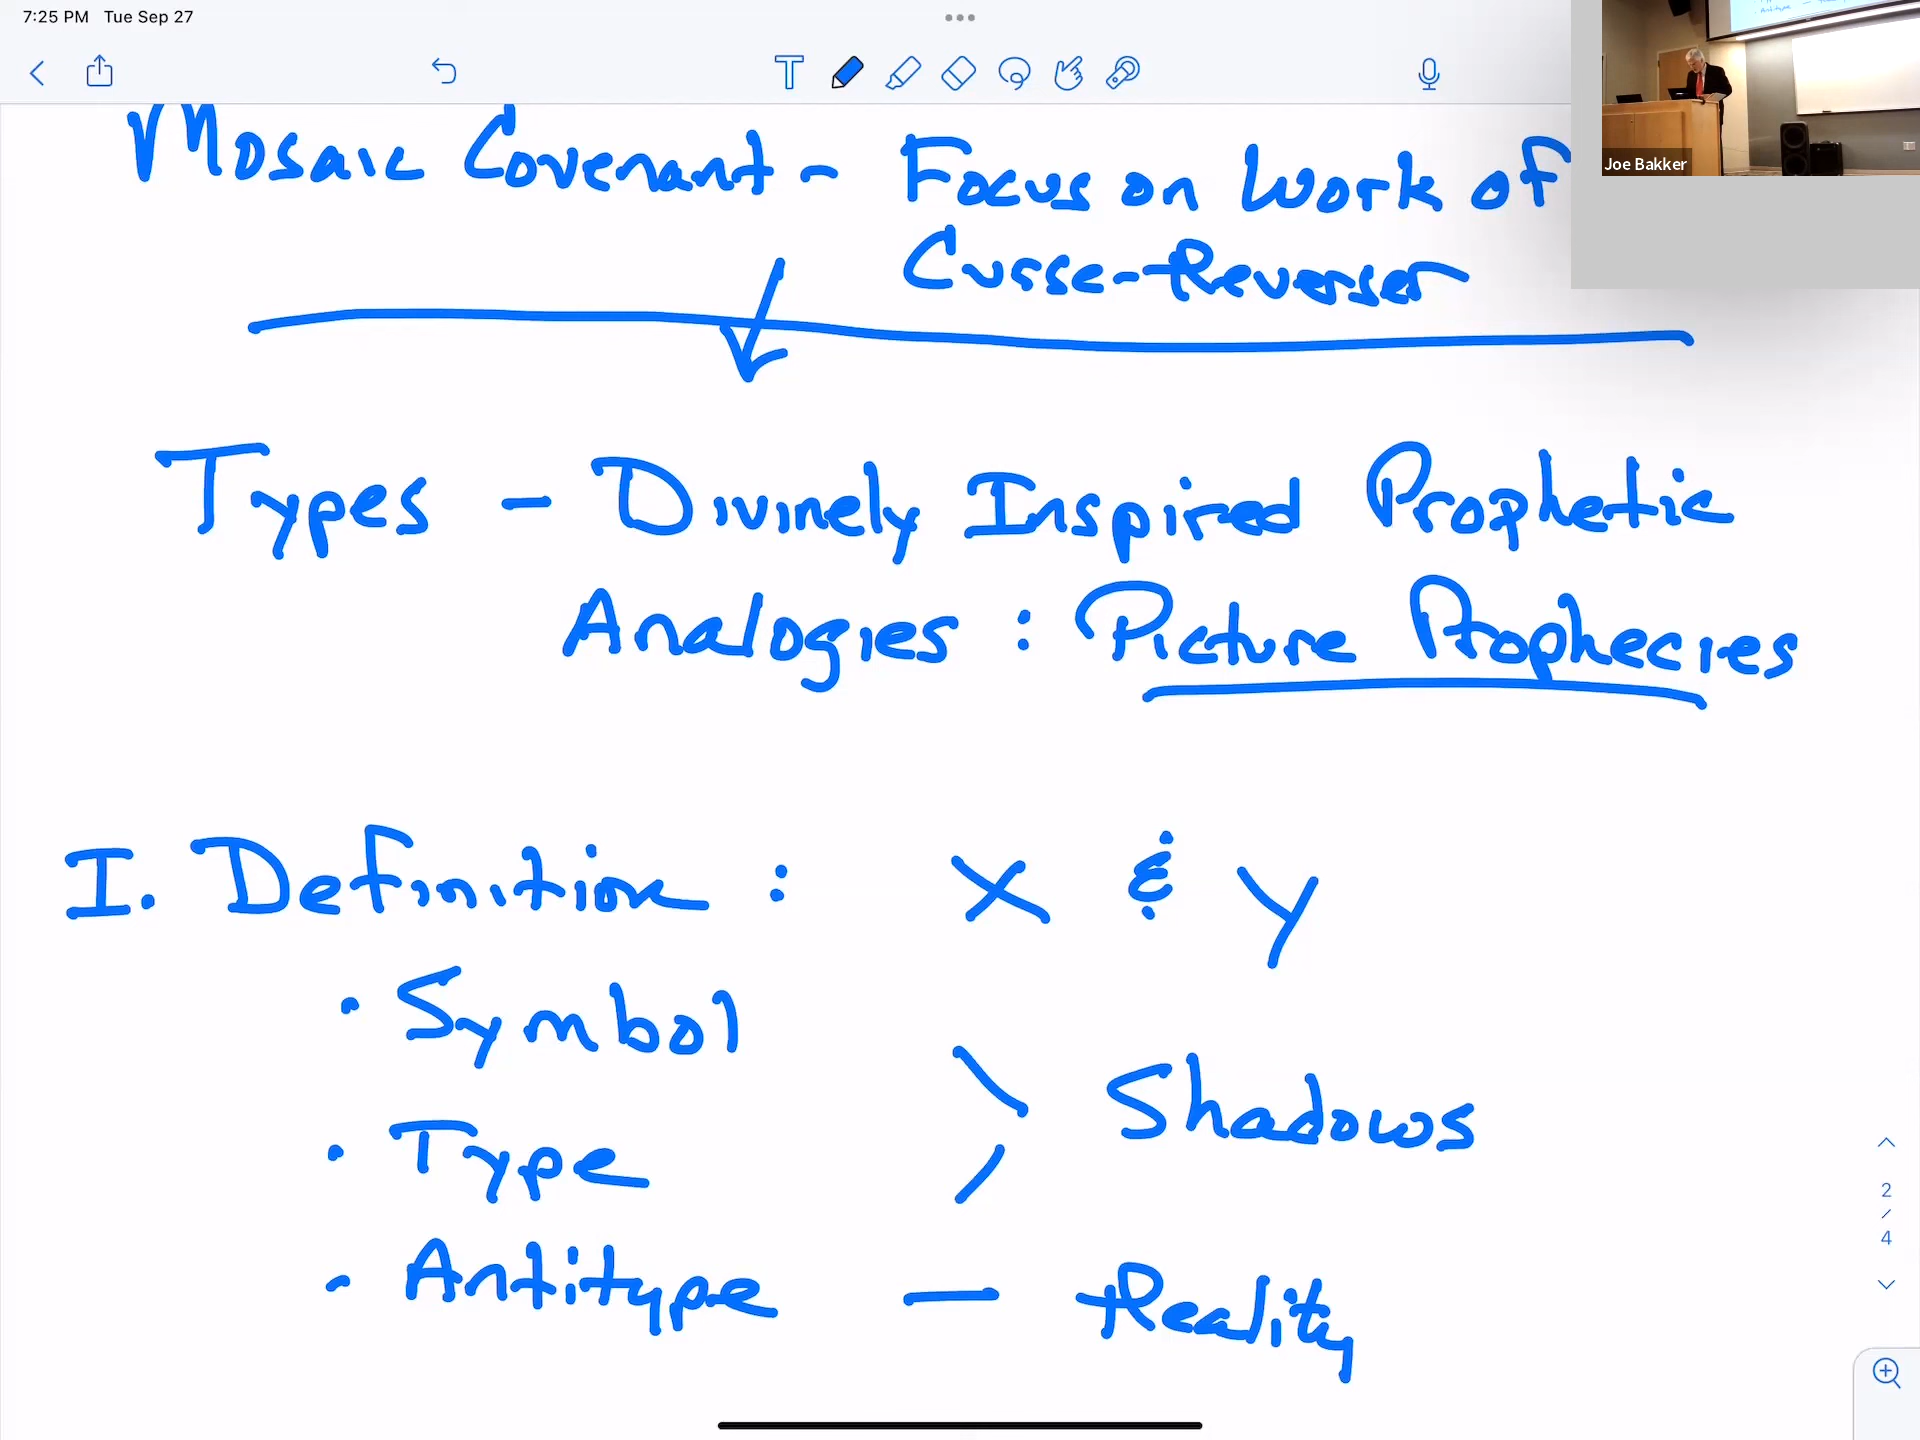 7:25 PM Tue Sep 27
Joe Bakker
Mosaic Covenant - Focus on Work of
Curse-Reverser
Types - Divinely Inspired Prophetic
Analogies : Picture Prophecies
I. Definition : X & Y
· Symbol
Shadows
· Type
· Antitype — Reality
2
/
4